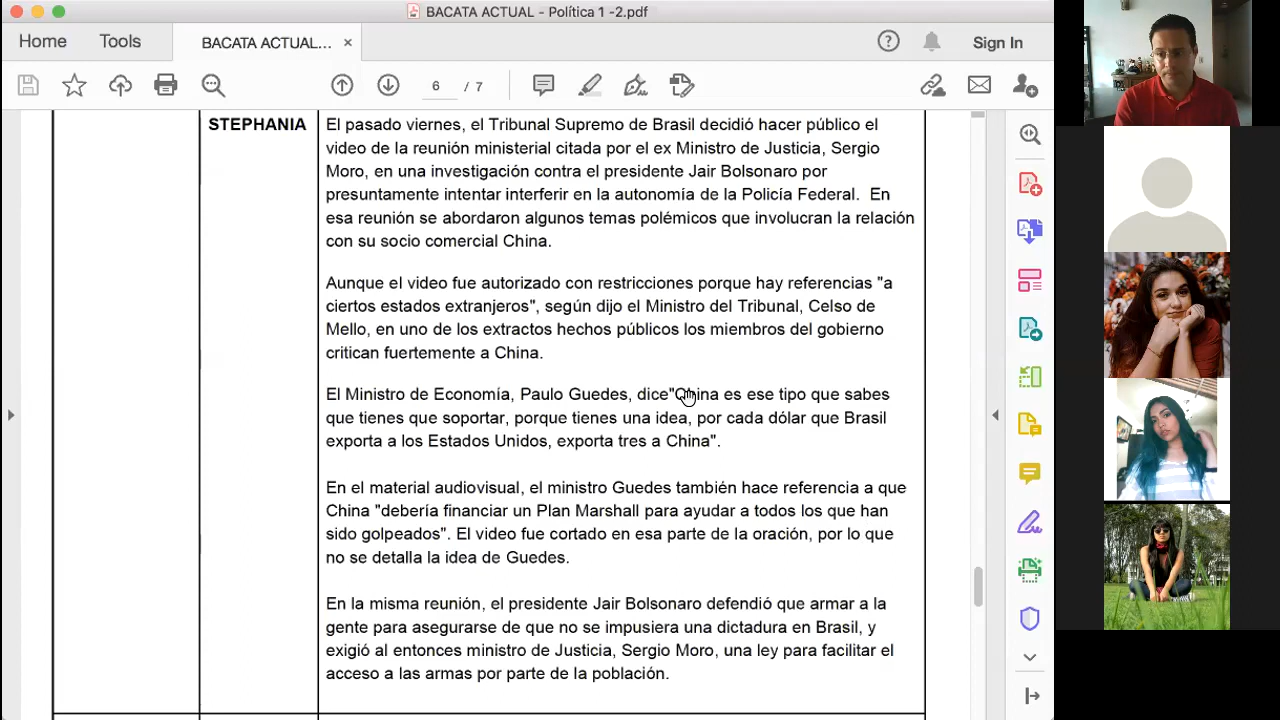 BACATA ACTUAL - Política 1 -2.pdf
Home
Tools
BACATA ACTUAL...
×
Sign In
6
/ 7
STEPHANIA
El pasado viernes, el Tribunal Supremo de Brasil decidió hacer público el
video de la reunión ministerial citada por el ex Ministro de Justicia, Sergio
Moro, en una investigación contra el presidente Jair Bolsonaro por
presuntamente intentar interferir en la autonomía de la Policía Federal. En
esa reunión se abordaron algunos temas polémicos que involucran la relación
con su socio comercial China.
Aunque el video fue autorizado con restricciones porque hay referencias "a
ciertos estados extranjeros", según dijo el Ministro del Tribunal, Celso de
Mello, en uno de los extractos hechos públicos los miembros del gobierno
critican fuertemente a China.
El Ministro de Economía, Paulo Guedes, dice"China es ese tipo que sabes
que tienes que soportar, porque tienes una idea, por cada dólar que Brasil
exporta a los Estados Unidos, exporta tres a China".
En el material audiovisual, el ministro Guedes también hace referencia a que
China "debería financiar un Plan Marshall para ayudar a todos los que han
sido golpeados". El video fue cortado en esa parte de la oración, por lo que
no se detalla la idea de Guedes.
En la misma reunión, el presidente Jair Bolsonaro defendió que armar a la
gente para asegurarse de que no se impusiera una dictadura en Brasil, y
exigió al entonces ministro de Justicia, Sergio Moro, una ley para facilitar el
acceso a las armas por parte de la población.